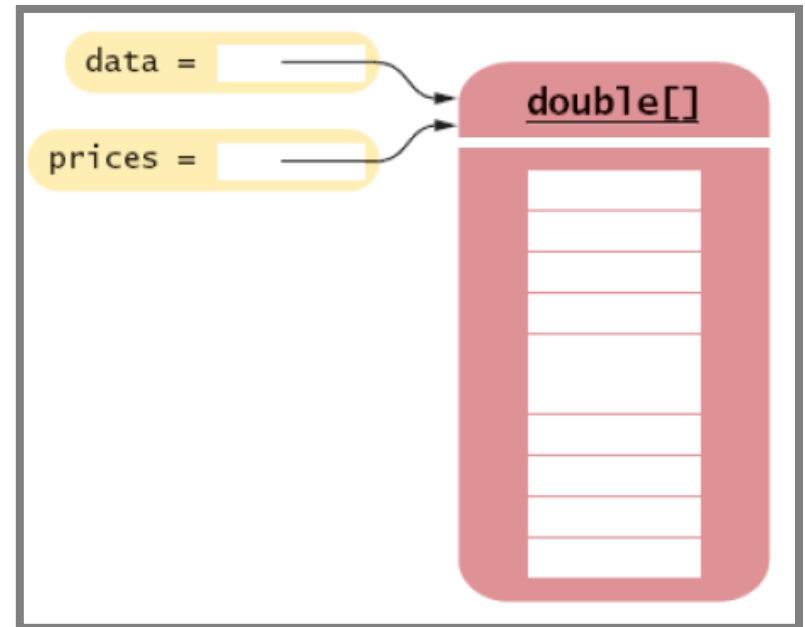 data =
double[]
prices =